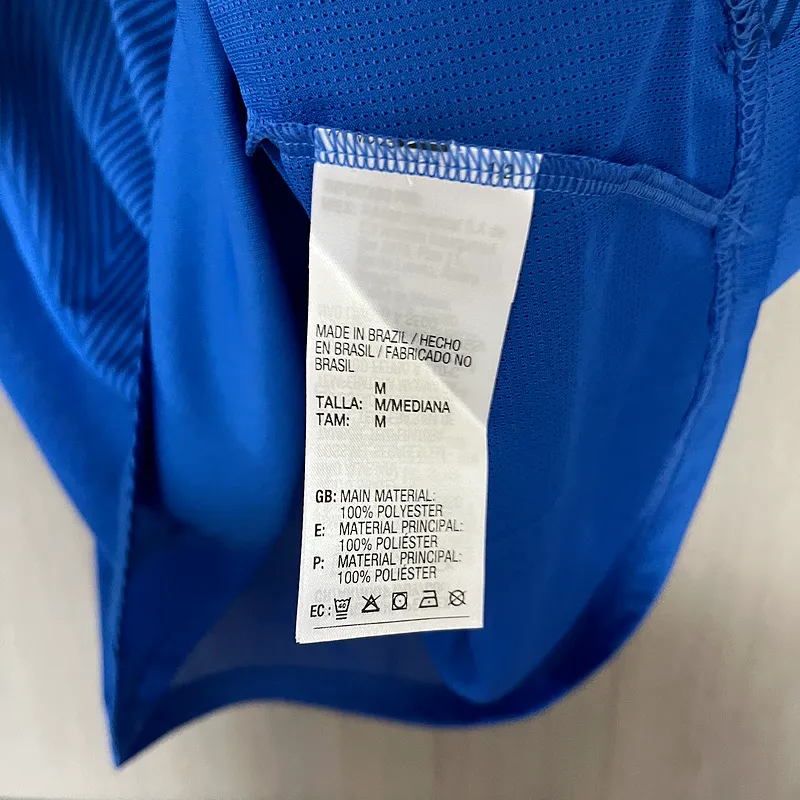 MADE IN BRAZIL / HECHO
EN BRASIL / FABRICADO NO
BRASIL
M
TALLA: M/MEDIANA
TAM: M
GB: MAIN MATERIAL:
100% POLYESTER
E: MATERIAL PRINCIPAL:
100% POLIÉSTER
P: MATERIAL PRINCIPAL:
100% POLIÉSTER
EC: 40